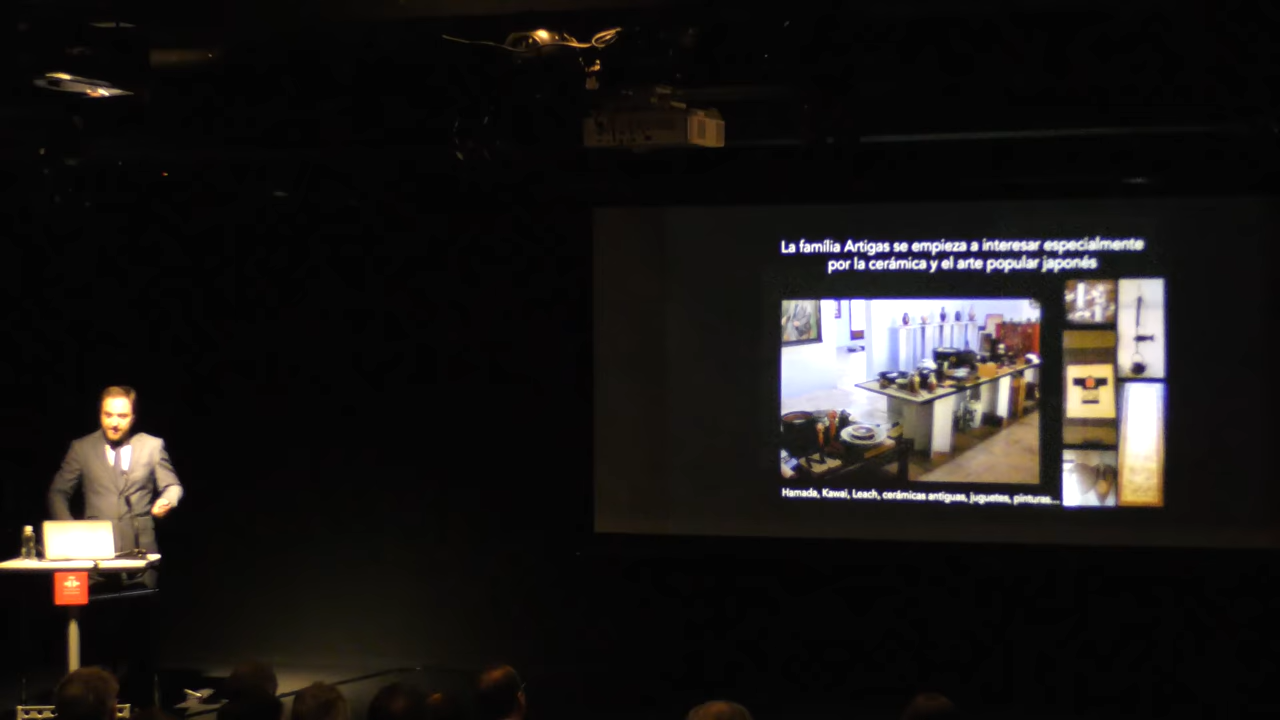 La família Artigas se empieza a interesar especialmente
por la cerámica y el arte popular japonés
Hamada, Kawai, Leach, cerámicas antiguas, juguetes, pinturas...